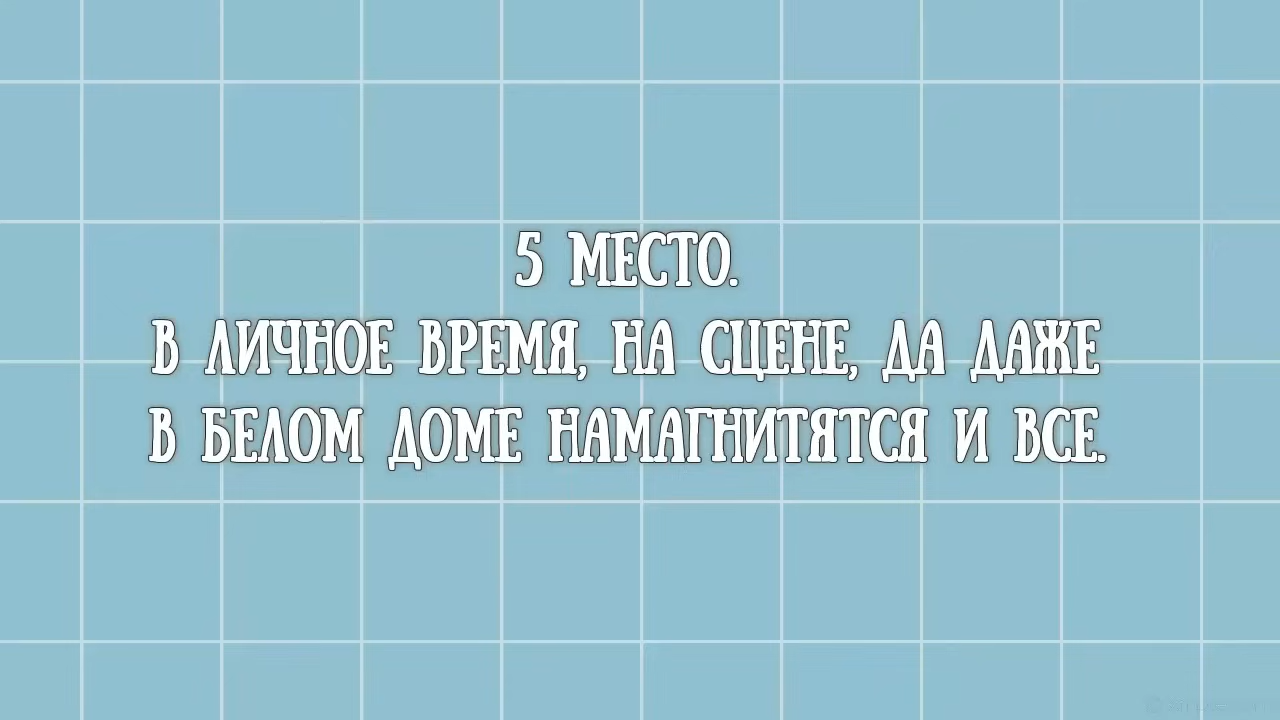 5 МЕСТО.
В ЛИЧНОЕ ВРЕМЯ, НА СЦЕНЕ, ДА ДАЖЕ
В БЕЛОМ ДОМЕ НАМАГНИТЯТСЯ И ВСЕ.